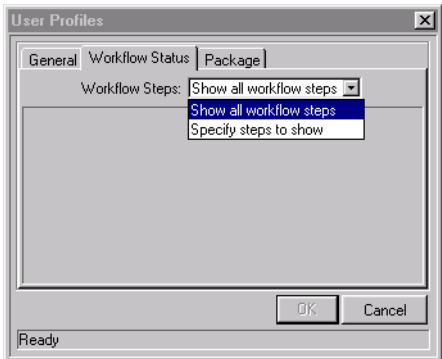 User Profiles
General Workflow Status Package
Workflow Steps: Show all workflow steps
Show all workflow steps
Specify steps to show
OK Cancel
Ready